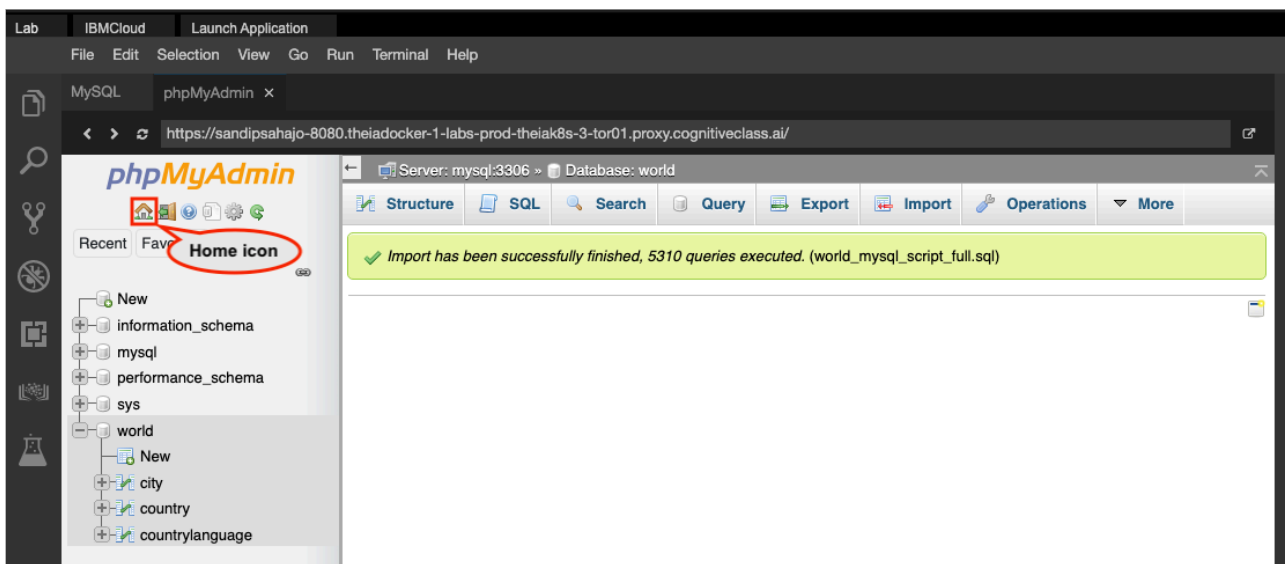 Lab IBMCloud Launch Application
File Edit Selection View Go Run Terminal Help
MySQL phpMyAdmin ×
https://sandipsahajo-8080.theiadocker-1-labs-prod-theiak8s-3-tor01.proxy.cognitiveclass.ai/
phpMyAdmin
Server: mysql:3306 » Database: world
Structure SQL Search Query Export Import Operations More
Recent Favo
Home icon
Import has been successfully finished, 5310 queries executed. (world_mysql_script_full.sql)
New
information_schema
mysql
performance_schema
sys
world
New
city
country
countrylanguage